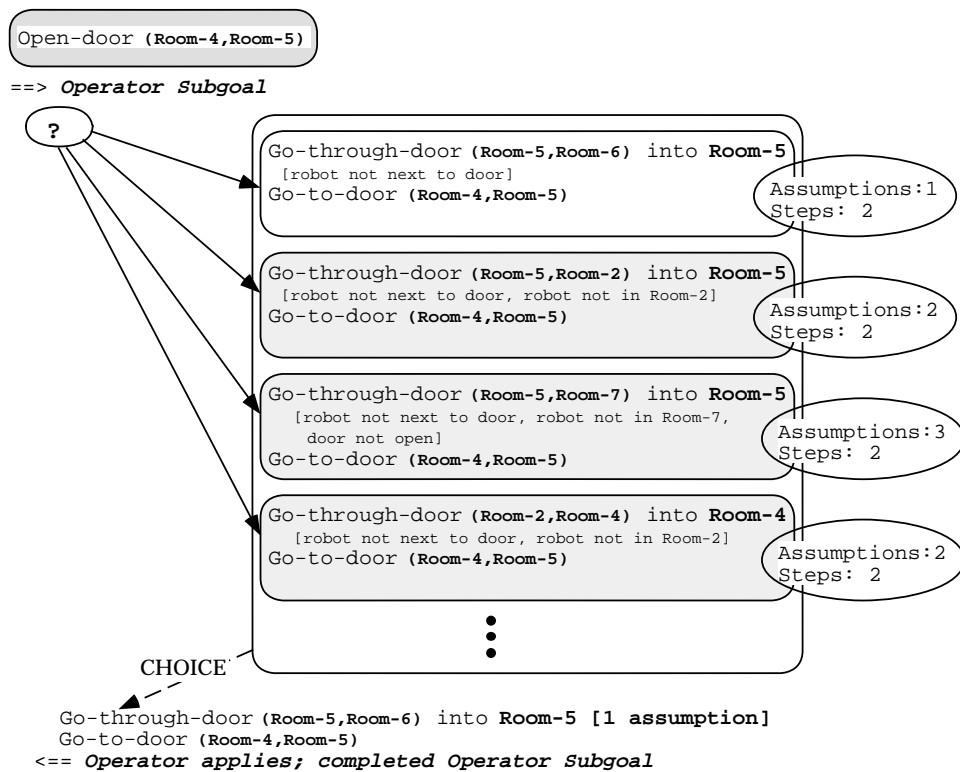 Open-door (Room-4,Room-5)
==> Operator Subgoal
?
Go-through-door (Room-5,Room-6) into Room-5
[robot not next to door]
Go-to-door (Room-4,Room-5)
Assumptions:1
Steps: 2
Go-through-door (Room-5,Room-2) into Room-5
[robot not next to door, robot not in Room-2]
Go-to-door (Room-4,Room-5)
Assumptions:2
Steps: 2
Go-through-door (Room-5,Room-7) into Room-5
[robot not next to door, robot not in Room-7,
door not open]
Go-to-door (Room-4,Room-5)
Assumptions:3
Steps: 2
Go-through-door (Room-2,Room-4) into Room-4
[robot not next to door, robot not in Room-2]
Go-to-door (Room-4,Room-5)
Assumptions:2
Steps: 2
CHOICE
Go-through-door (Room-5,Room-6) into Room-5 [1 assumption]
Go-to-door (Room-4,Room-5)
<== Operator applies; completed Operator Subgoal